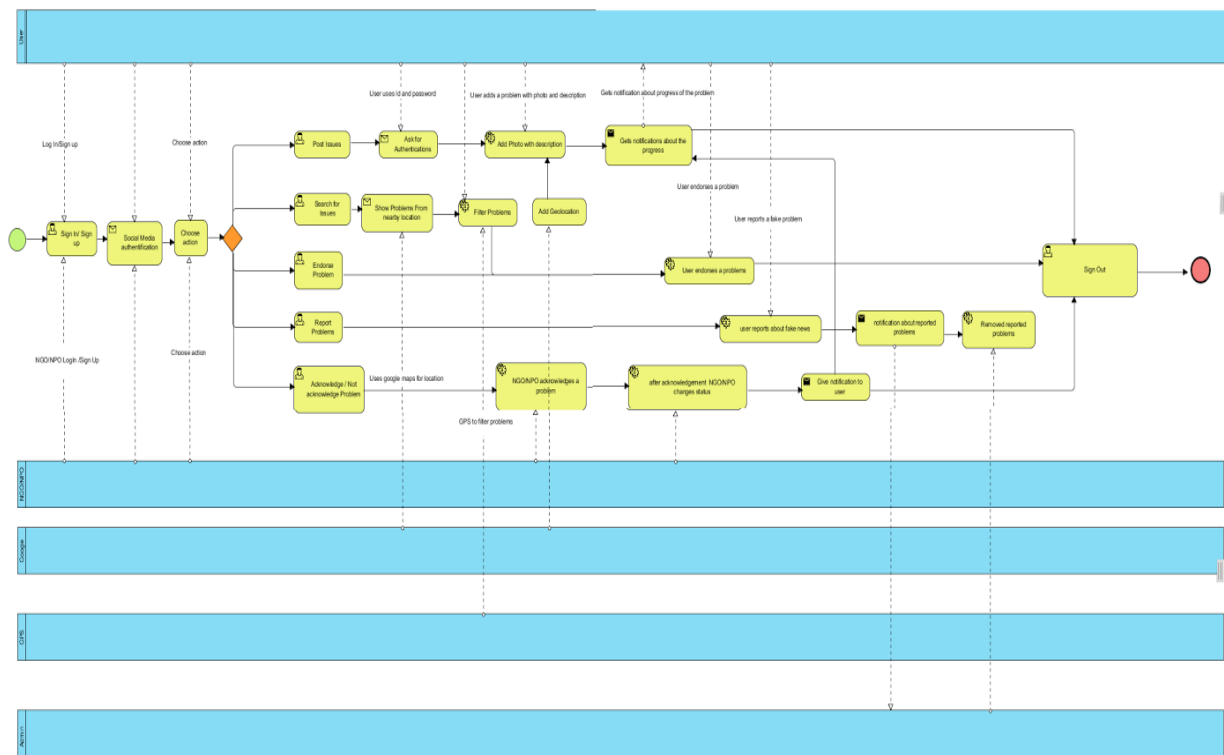 User
User uses Id and password
User adds a problem with photo and description
Gets notification about progress of the problem
Log In/Sign up
Choose action
Post Issues
Ask for
Authentications
Add Photo with description
Gets notifications about the
progress
User endorses a problem
Search for
Issues
Show Problems From
nearby location
Filter Problems
Add Geolocation
User reports a fake problem
Sign In/ Sign
up
Social Media
authentification
Choose
action
Endorse
Problem
User endorses a problems
Sign Out
Report
Problems
user reports about fake news
notification about reported
problems
Removed reported
problems
NGO/NPO LogIn /Sign Up
Choose action
Uses google maps for location
Acknowledge / Not
acknowledge Problem
NGO/NPO acknowledges a
problem
after acknowledgement NGO/NPO
changes status
Give notification to
user
GPS to filter problems
NGO/NPO
Google
GPS
Admin